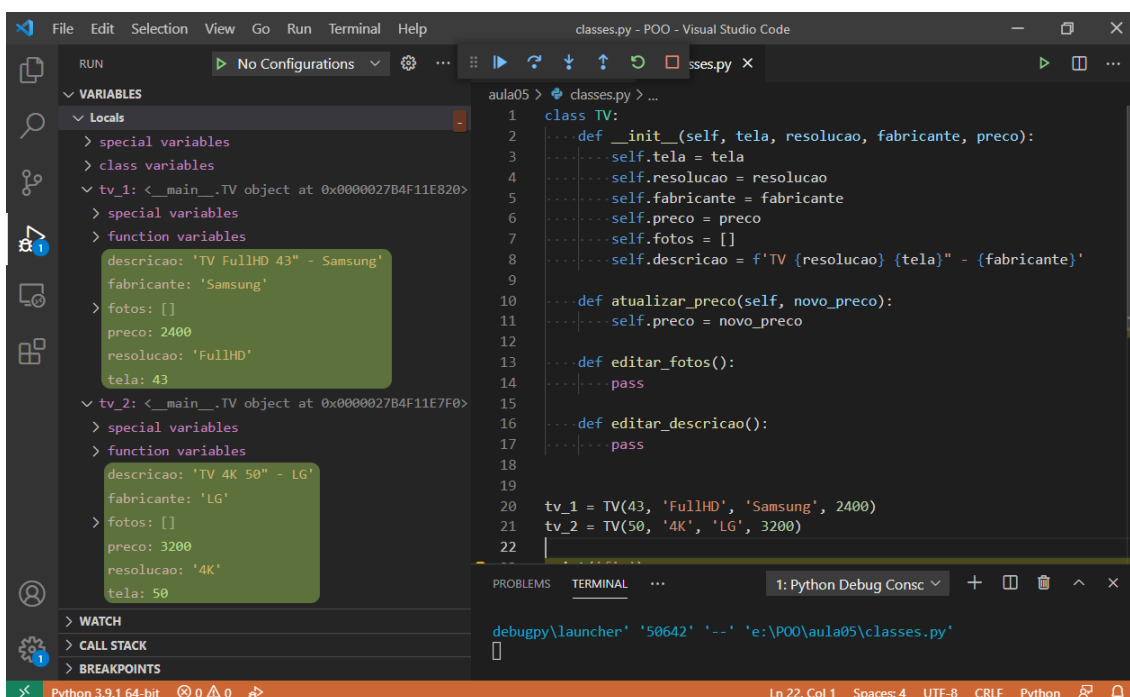 File Edit Selection View Go Run Terminal Help classes.py - POO - Visual Studio Code
RUN No Configurations
VARIABLES
Locals
special variables
class variables
tv_1: <__main__.TV object at 0x0000027B4F11E820>
special variables
function variables
descricao: 'TV FullHD 43" - Samsung'
fabricante: 'Samsung'
fotos: []
preco: 2400
resolucao: 'FullHD'
tela: 43
tv_2: <__main__.TV object at 0x0000027B4F11E7F0>
special variables
function variables
descricao: 'TV 4K 50" - LG'
fabricante: 'LG'
fotos: []
preco: 3200
resolucao: '4K'
tela: 50
WATCH
CALL STACK
BREAKPOINTS
1
1
sses.py
aula05 > classes.py > ...
1 class TV:
2 def __init__(self, tela, resolucao, fabricante, preco):
3 self.tela = tela
4 self.resolucao = resolucao
5 self.fabricante = fabricante
6 self.preco = preco
7 self.fotos = []
8 self.descricao = f'TV {resolucao} {tela}" - {fabricante}'
9
10 def atualizar_preco(self, novo_preco):
11 self.preco = novo_preco
12
13 def editar_fotos():
14 pass
15
16 def editar_descricao():
17 pass
18
19
20 tv_1 = TV(43, 'FullHD', 'Samsung', 2400)
21 tv_2 = TV(50, '4K', 'LG', 3200)
22
PROBLEMS TERMINAL ... 1: Python Debug Consc
debugpy\launcher' '50642' '--' 'e:\POO\aula05\classes.py'
Python 3.9.1 64-bit 0 0 Ln 22, Col 1 Spaces: 4 UTF-8 CRLF Python